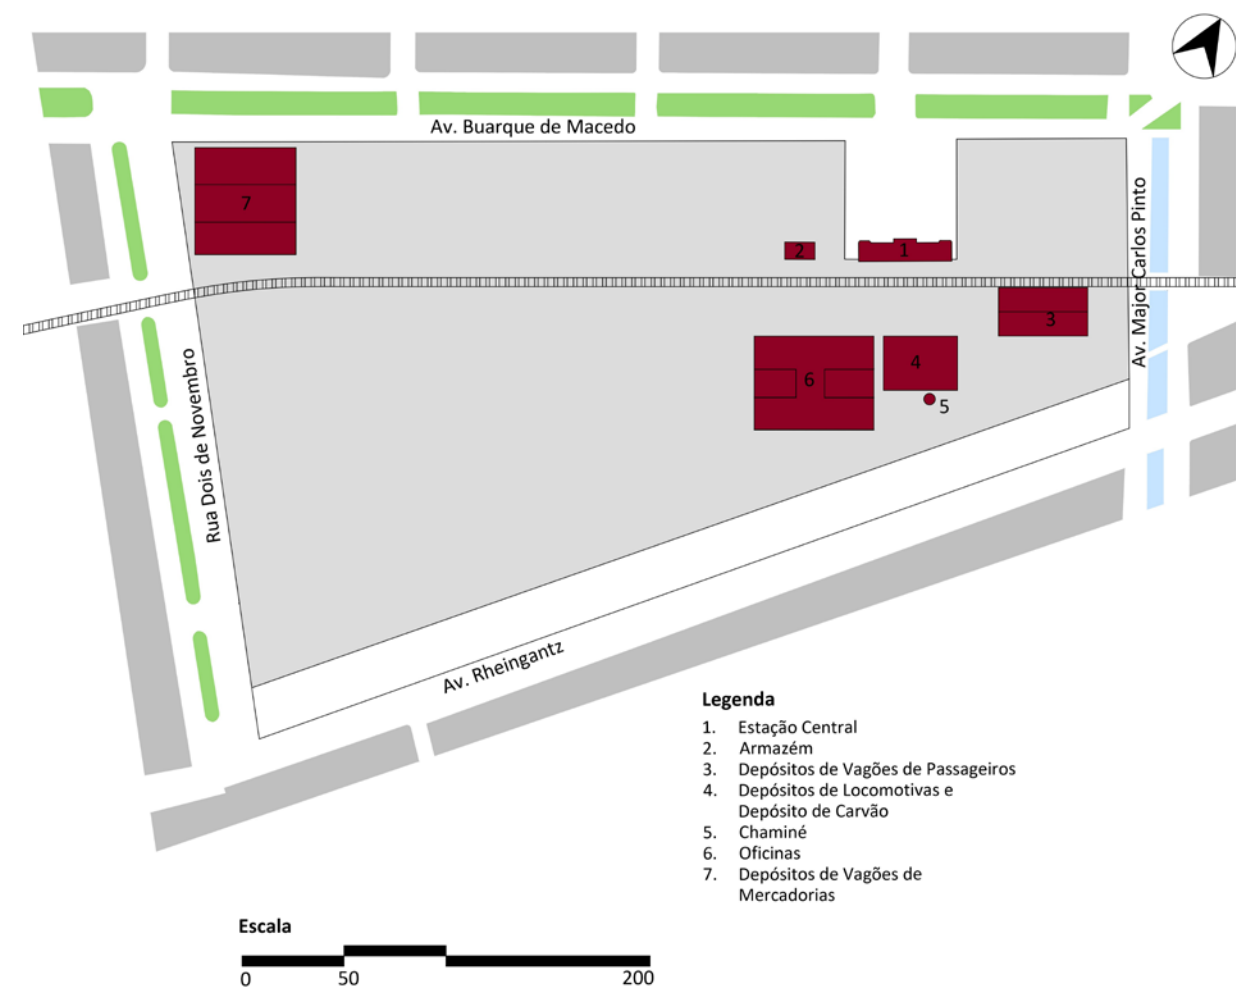 Av. Buarque de Macedo
7
2
1
Av. Major Carlos Pinto
3
4
6
5
Rua Dois de Novembro
Av. Rheingantz
Legenda
1. Estação Central
2. Armazém
3. Depósitos de Vagões de Passageiros
4. Depósitos de Locomotivas e
Depósito de Carvão
5. Chaminé
6. Oficinas
7. Depósitos de Vagões de
Mercadorias
Escala
0 50 200